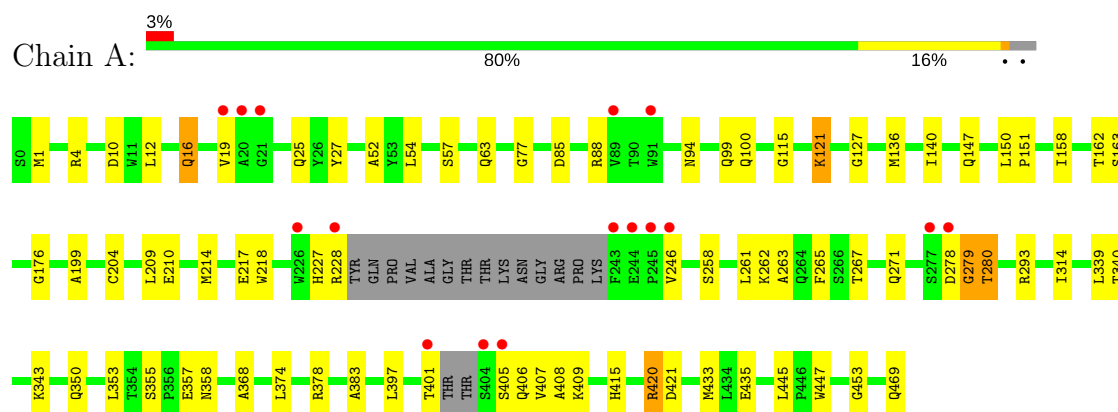 3%
Chain A:
80% 16% • •
S0 M1 R4 D10 W11 L12 Q16 V19 A20 G21 Q25 Y26 Y27 A52 Y53 L54 S57 Q63 G77 D85 R88 V89 T90 W91 N94 Q99 Q100 G115 K121 G127 M136 I140 Q147 L150 P151 I158 T162
G176 A199 C204 L209 E210 M214 E217 W218 W226 H227 R228 TYR GLN PRO VAL ALA GLY THR THR LYS ASN GLY ARG PRO LYS F243 E244 P245 V246 S258 L261 K262 A263 Q264 F265 S266 T267 Q271 S277 D278 G279 T280 R293 I314 L339
K343 Q350 L353 T354 S355 P356 E357 N358 A368 L374 R378 A383 L397 T401 THR THR S404 S405 Q406 V407 A408 K409 H415 R420 D421 M433 L434 E435 L445 P446 W447 G453 Q469